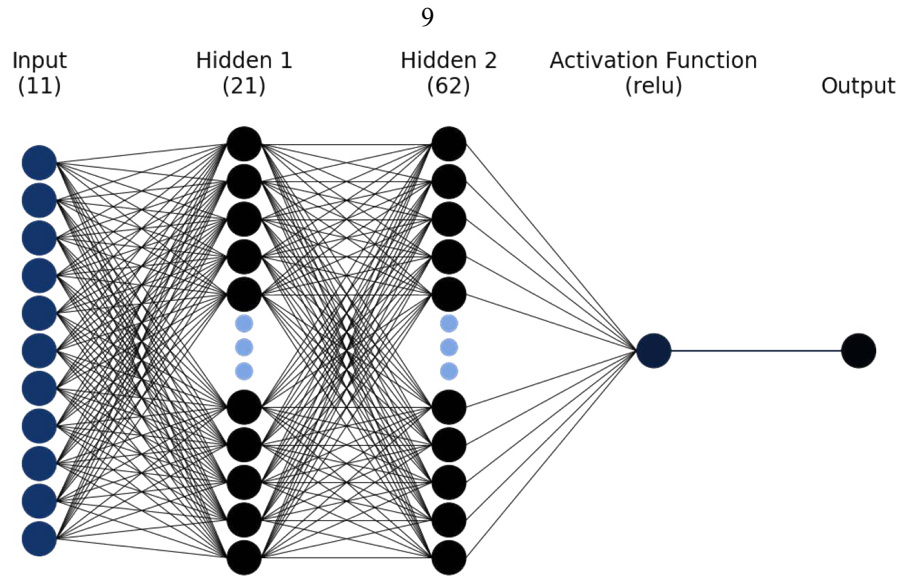 9
Input
(11)
Hidden 1
(21)
Hidden 2
(62)
Activation Function
(relu)
Output